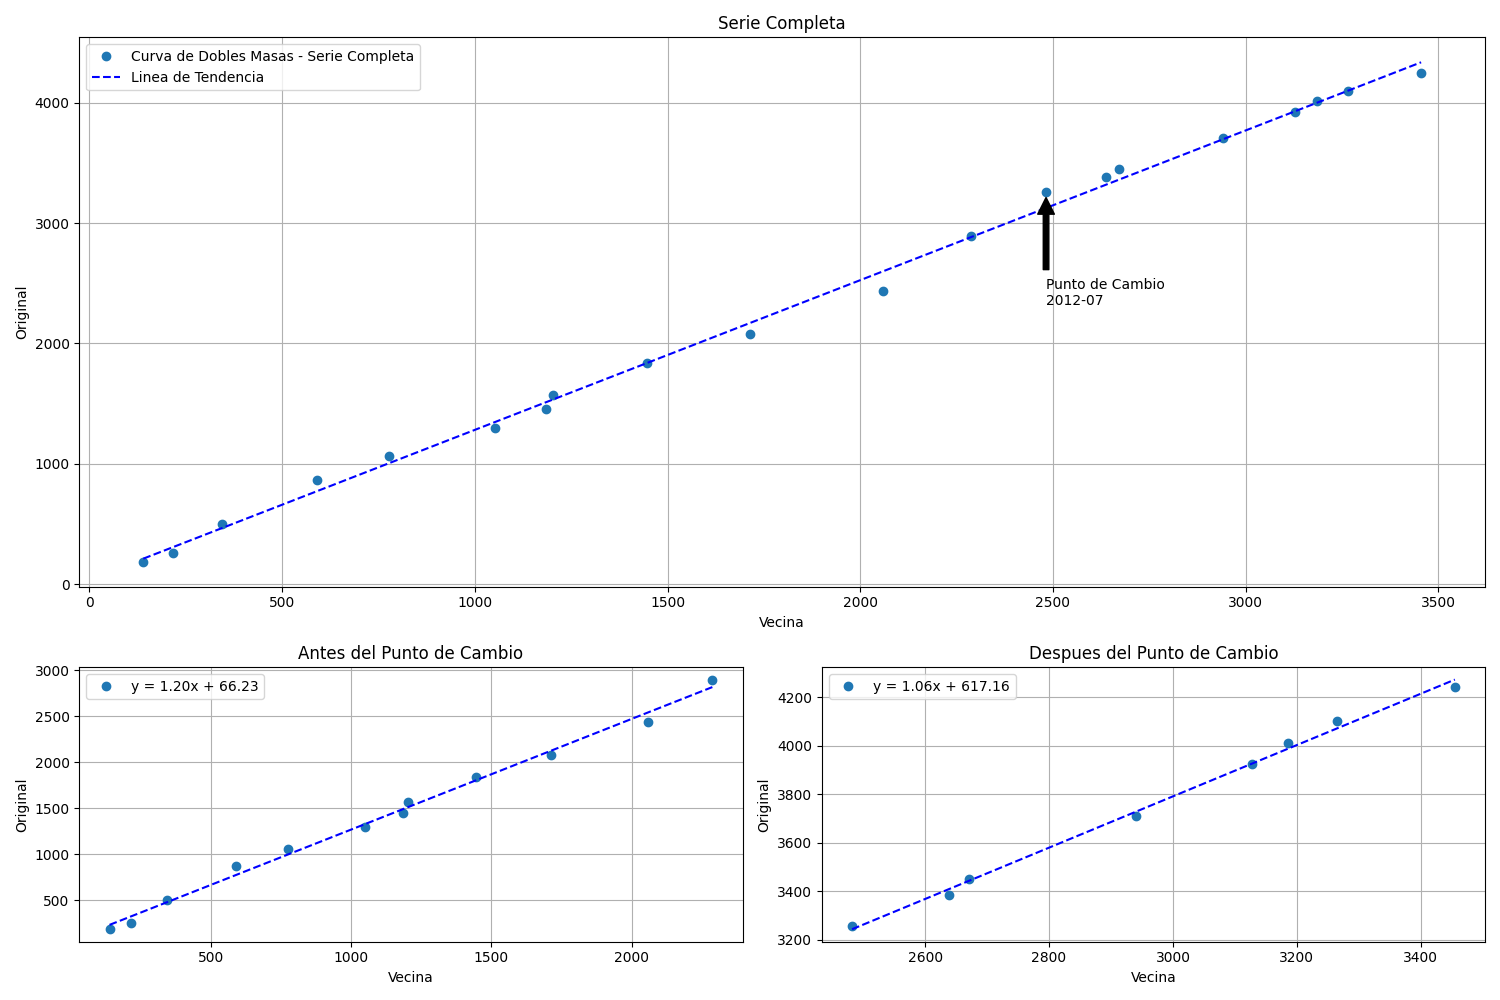 Serie Completa
Curva de Dobles Masas - Serie Completa
Linea de Tendencia
4000
3000
2000
1000
0
Original
Punto de Cambio
2012-07
0
500
1000
1500
2000
2500
3000
3500
Vecina
Antes del Punto de Cambio
y = 1.20x + 66.23
3000
2500
2000
1500
1000
500
Original
500
1000
1500
2000
Vecina
Despues del Punto de Cambio
y = 1.06x + 617.16
4200
4000
3800
3600
3400
3200
Original
2600
2800
3000
3200
3400
Vecina